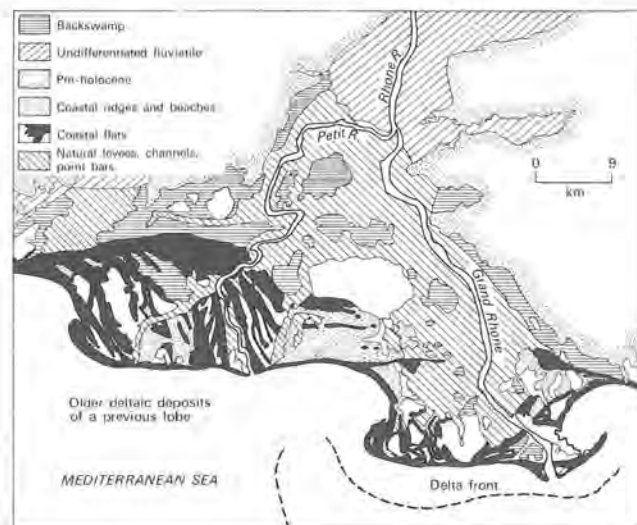 Backswamp
Undifferentiated fluviatile
Pre-holocene
Coastal ridges and beaches
Coastal flats
Natural levees, channels,
point bars
Rhone R.
Petit R.
0 9
km
Grand Rhone
Older deltaic deposits
of a previous lobe
MEDITERRANEAN SEA
Delta front